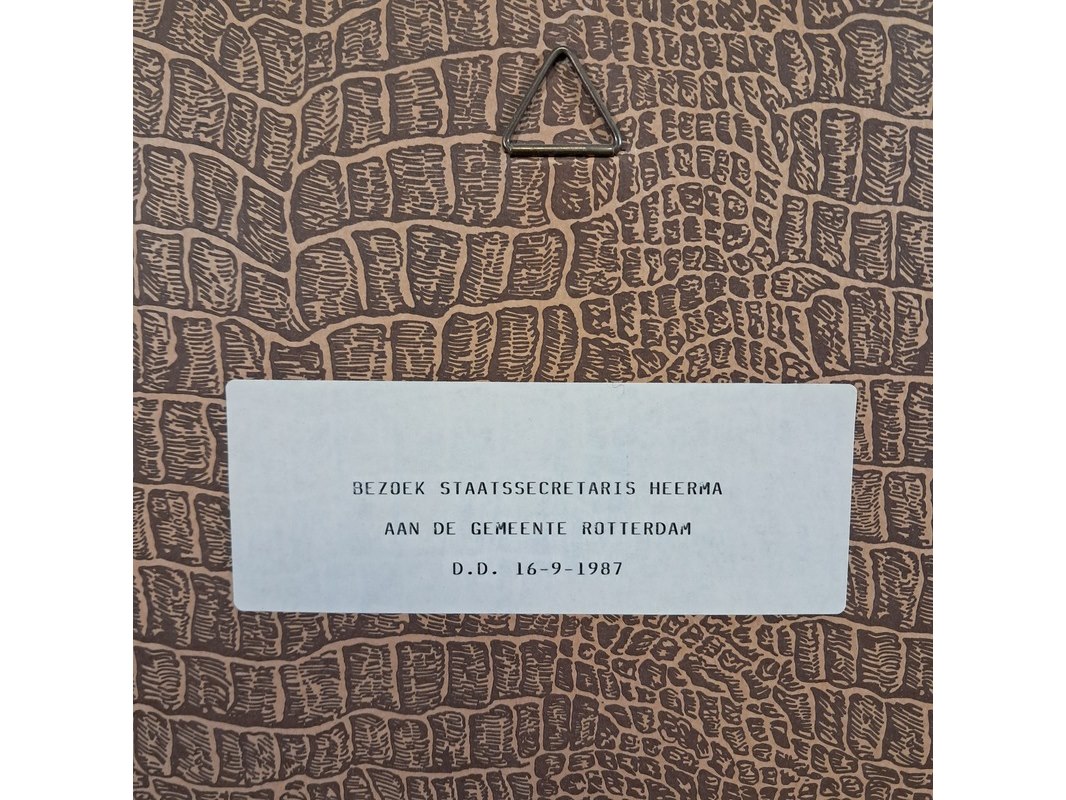 BEZOEK STAATSSECRETARIS HEERMA
AAN DE GEMEENTE ROTTERDAM
D.D. 16-9-1987